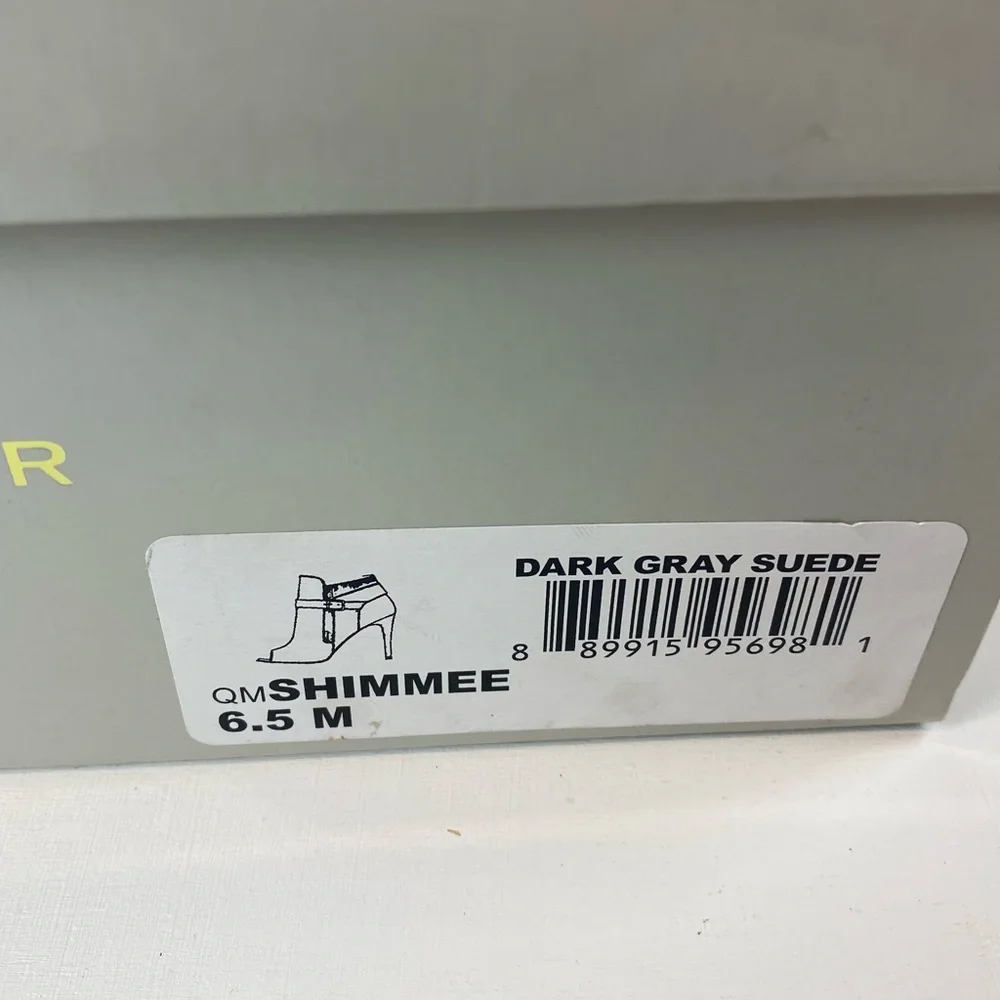 R
DARK GRAY SUEDE
8 89915 95698 1
QMSHIMMEE
6.5 M